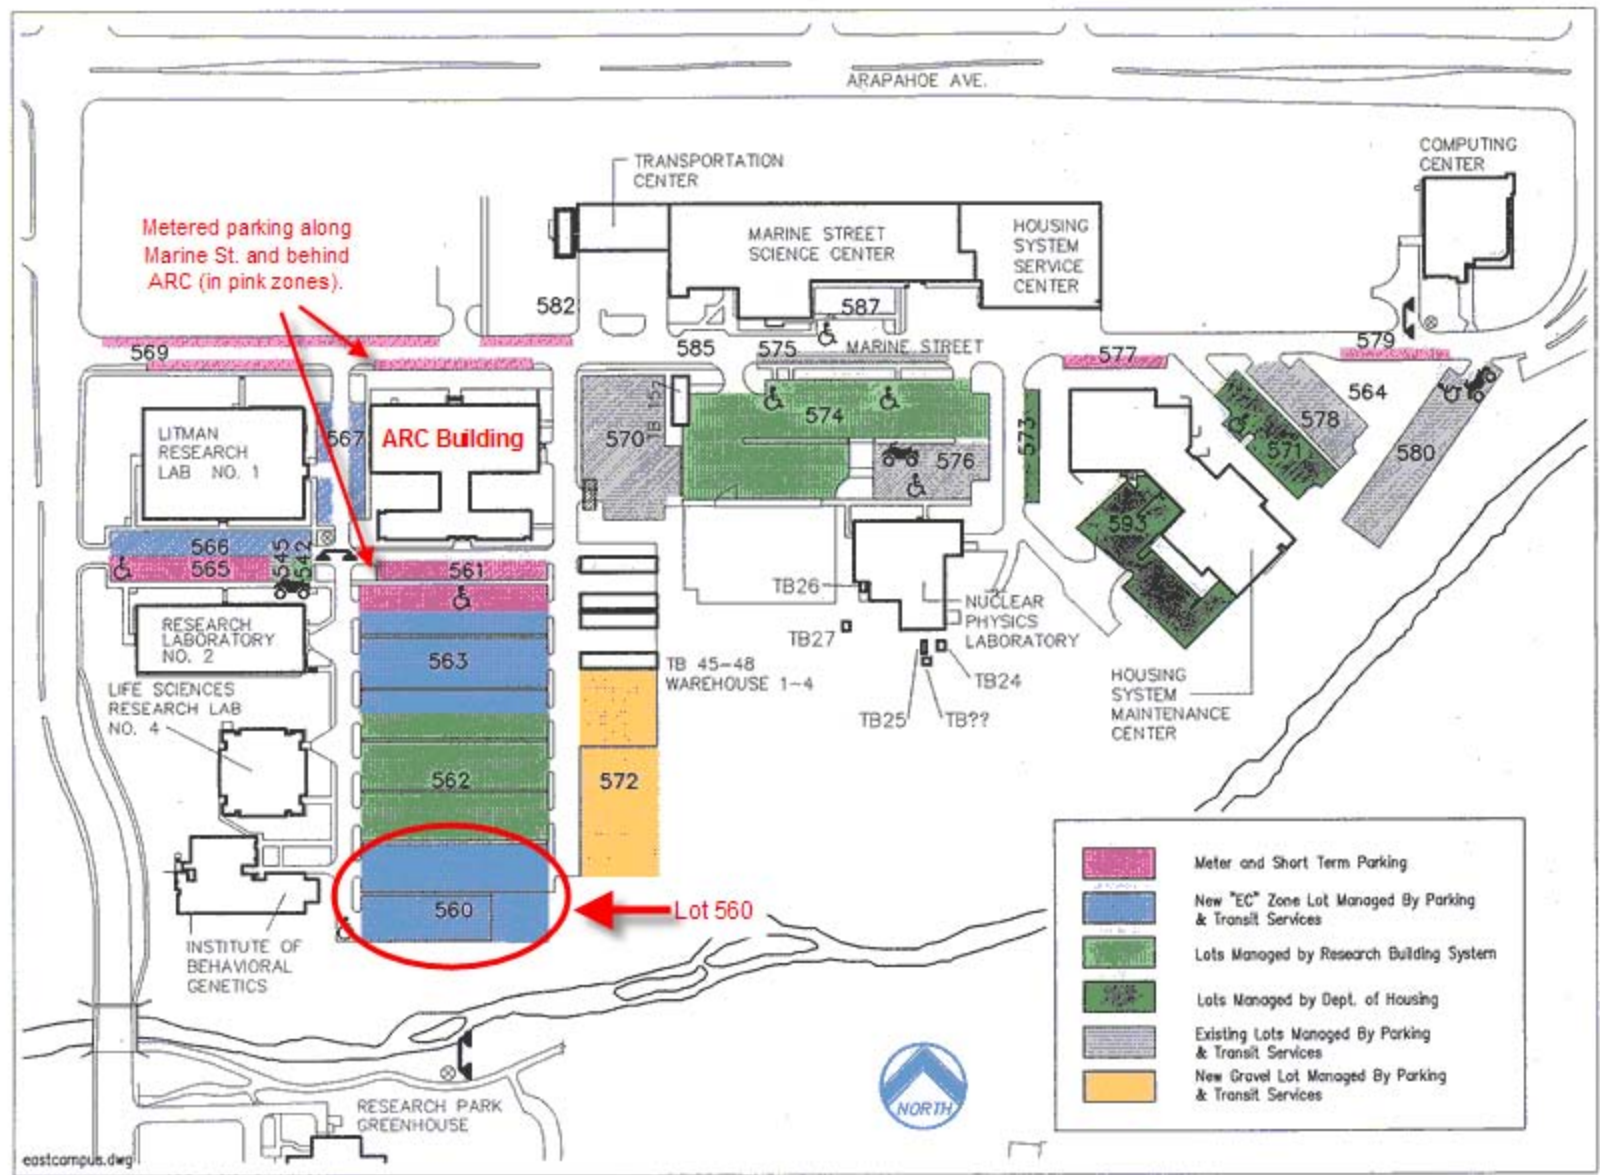 ARAPAHOE AVE.
COMPUTING
CENTER
TRANSPORTATION
CENTER
Metered parking along
Marine St. and behind
ARC (in pink zones).
MARINE STREET
SCIENCE CENTER
HOUSING
SYSTEM
SERVICE
CENTER
582
587
569
585
575
MARINE STREET
577
579
564
LITMAN
RESEARCH
LAB NO. 1
567
ARC Building
570
TB 157
574
576
573
571
578
580
593
566
565
545
542
561
RESEARCH
LABORATORY
NO. 2
563
TB26
TB27
NUCLEAR
PHYSICS
LABORATORY
TB 45-48
WAREHOUSE 1-4
TB24
TB25
TB??
HOUSING
SYSTEM
MAINTENANCE
CENTER
LIFE SCIENCES
RESEARCH LAB
NO. 4
562
572
560
Lot 560
INSTITUTE OF
BEHAVIORAL
GENETICS
RESEARCH PARK
GREENHOUSE
NORTH
Meter and Short Term Parking
New "EC" Zone Lot Managed By Parking
& Transit Services
Lots Managed by Research Building System
Lots Managed by Dept. of Housing
Existing Lots Managed By Parking
& Transit Services
New Gravel Lot Managed By Parking
& Transit Services
eastcampus.dwg